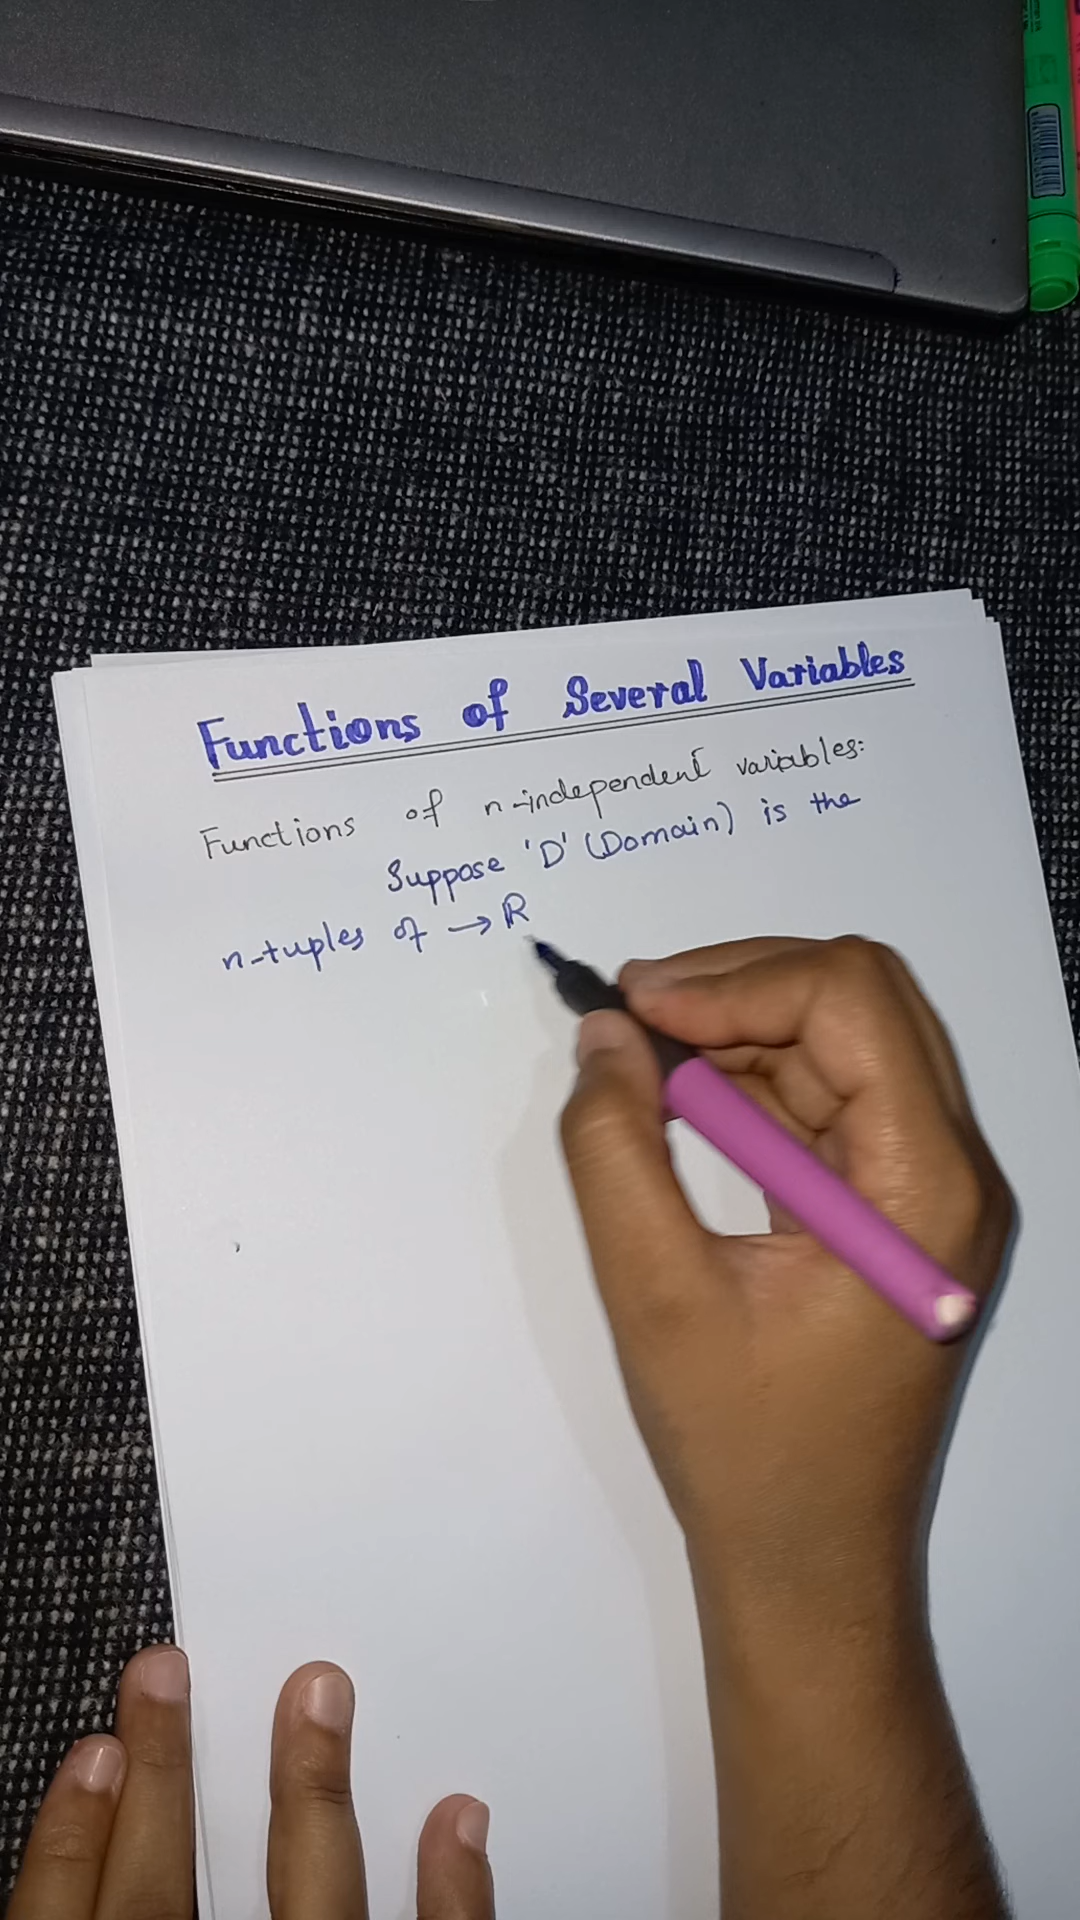 Functions of Several Variables
Functions of n-independent variables:
Suppose 'D' (Domain) is the
n-tuples of → ℝ